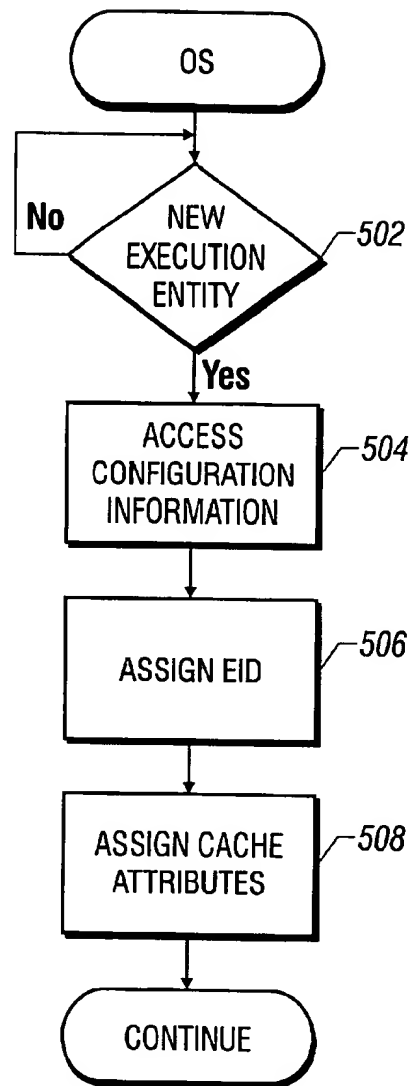 OS
No
NEW
EXECUTION
ENTITY
502
Yes
ACCESS
CONFIGURATION
INFORMATION
504
ASSIGN EID
506
ASSIGN CACHE
ATTRIBUTES
508
CONTINUE